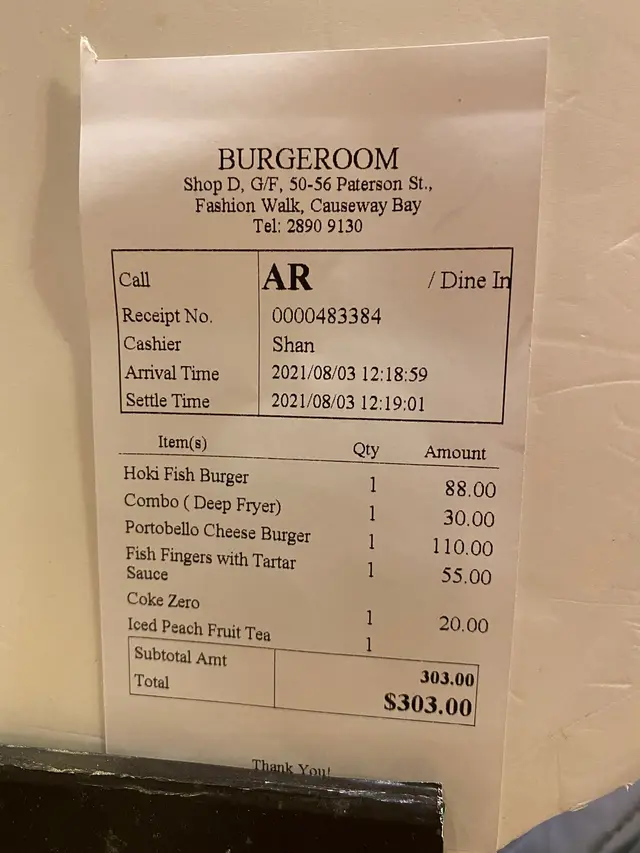 BURGEROOM
Shop D, G/F, 50-56 Paterson St.,
Fashion Walk, Causeway Bay
Tel: 2890 9130
Call AR / Dine In
Receipt No. 0000483384
Cashier Shan
Arrival Time 2021/08/03 12:18:59
Settle Time 2021/08/03 12:19:01
Item(s) Qty Amount
Hoki Fish Burger 1 88.00
Combo ( Deep Fryer) 1 30.00
Portobello Cheese Burger 1 110.00
Fish Fingers with Tartar 1 55.00
Sauce
Coke Zero 1 20.00
Iced Peach Fruit Tea 1
Subtotal Amt 303.00
Total $303.00
Thank You!